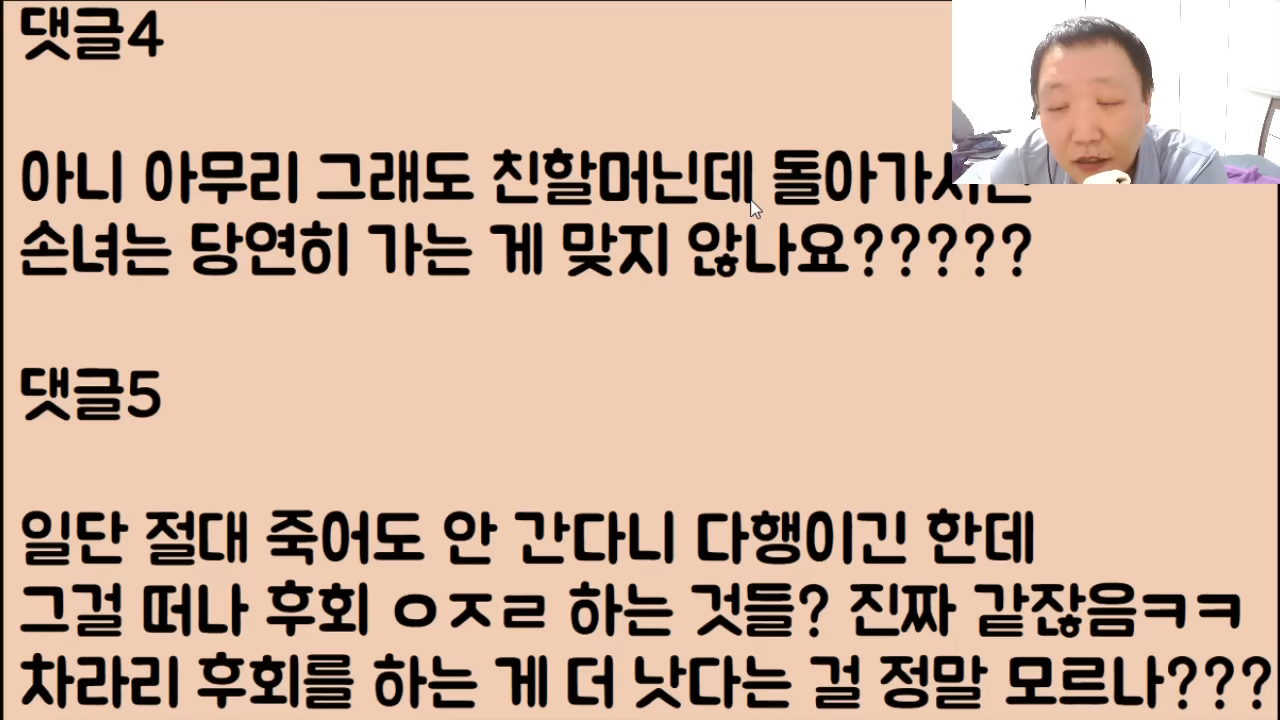 댓글4
아니 아무리 그래도 친할머닌데 돌아가시는
손녀는 당연히 가는 게 맞지 않나요?????
댓글5
일단 절대 죽어도 안 간다니 다행이긴 한데
그걸 떠나 후회 ㅇㅈㄹ 하는 것들? 진짜 같잖음ㅋㅋ
차라리 후회를 하는 게 더 낫다는 걸 정말 모르나???